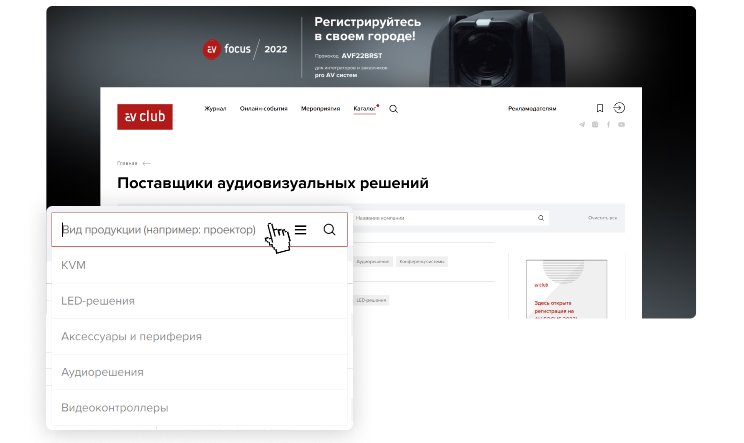 Регистрируйтесь
в своем городе!
av focus / 2022
Промокод: AVF22BRST
для интеграторов и заказчиков
pro AV систем
av club
Журнал Онлайн-события Мероприятия Каталог Рекламодателям
Главная
Поставщики аудиовизуальных решений
Вид продукции (например: проектор)
Название компании
Очистить все
KVM
LED-решения
Аксессуары и периферия
Аудиорешения
Видеоконтроллеры
Аудиорешения Конференц-системы
LED-решения
av club
Здесь открыта
регистрация на